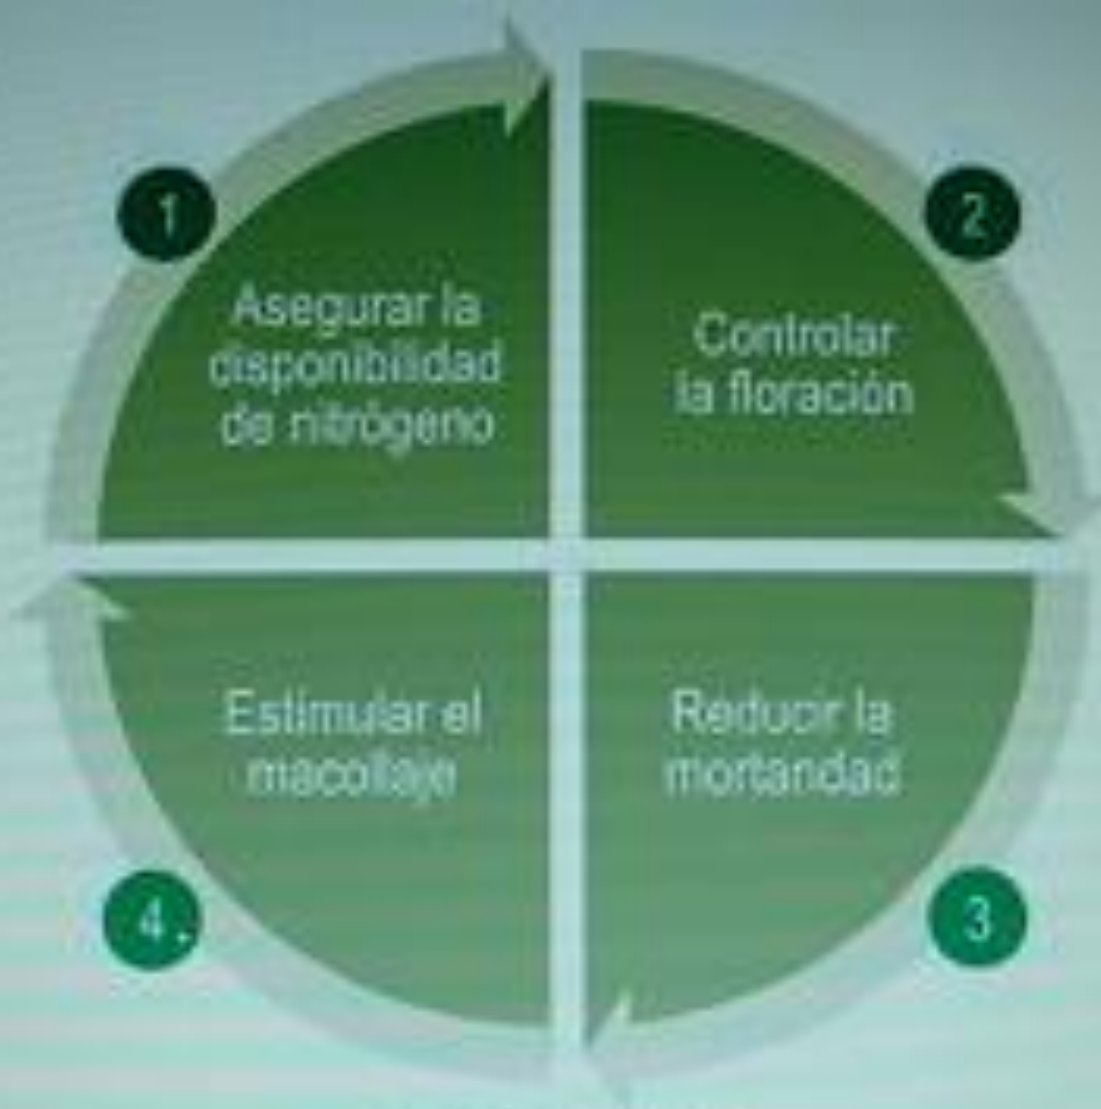 1
Asegurar la
disponibilidad
de nitrógeno
2
Controlar
la floración
3
Reducir la
mortandad
4
Estimular el
macollaje